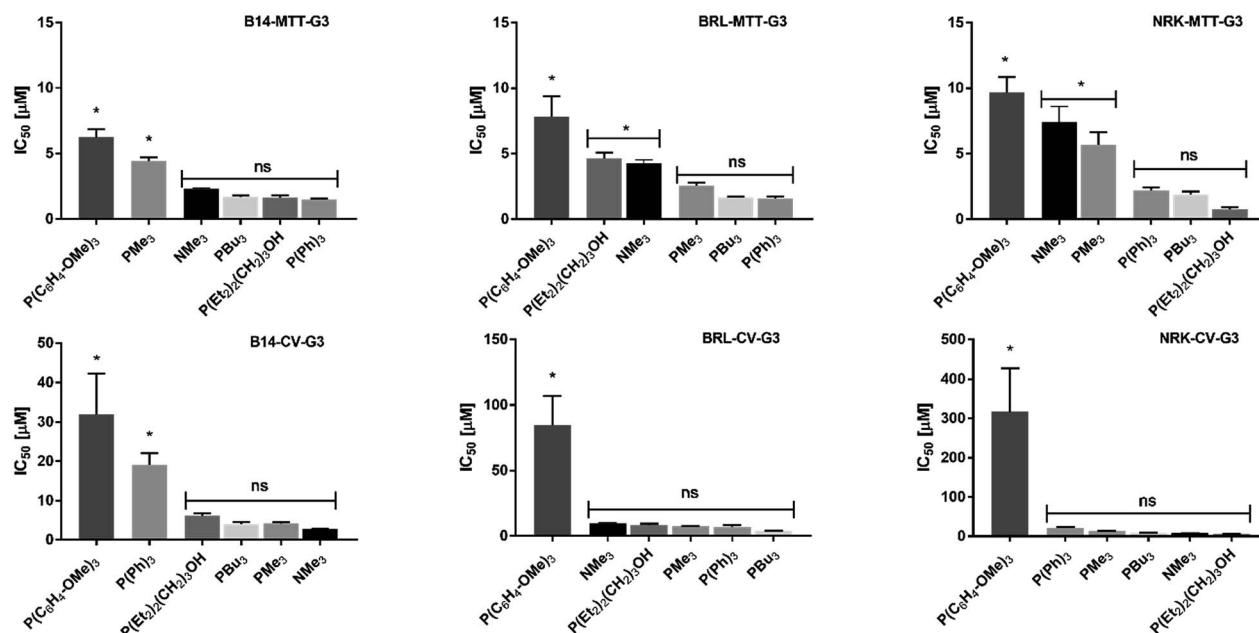 B14-MTT-G3
15
10
5
0
IC50 [µM]
*
*
ns
P(C6H4-OMe)3
PMe3
NMe3
PBu3
P(Et2)2(CH2)3OH
P(Ph)3
BRL-MTT-G3
15
10
5
0
IC50 [µM]
*
*
ns
P(C6H4-OMe)3
P(Et2)2(CH2)3OH
NMe3
PMe3
PBu3
P(Ph)3
NRK-MTT-G3
15
10
5
0
IC50 [µM]
*
*
ns
P(C6H4-OMe)3
NMe3
PMe3
P(Ph)3
PBu3
P(Et2)2(CH2)3OH
B14-CV-G3
50
40
30
20
10
0
IC50 [µM]
*
*
ns
P(C6H4-OMe)3
P(Ph)3
P(Et2)2(CH2)3OH
PBu3
PMe3
NMe3
BRL-CV-G3
150
100
50
0
IC50 [µM]
*
ns
P(C6H4-OMe)3
NMe3
P(Et2)2(CH2)3OH
PMe3
P(Ph)3
PBu3
NRK-CV-G3
500
400
300
200
100
0
IC50 [µM]
*
ns
P(C6H4-OMe)3
P(Ph)3
PMe3
PBu3
NMe3
P(Et2)2(CH2)3OH